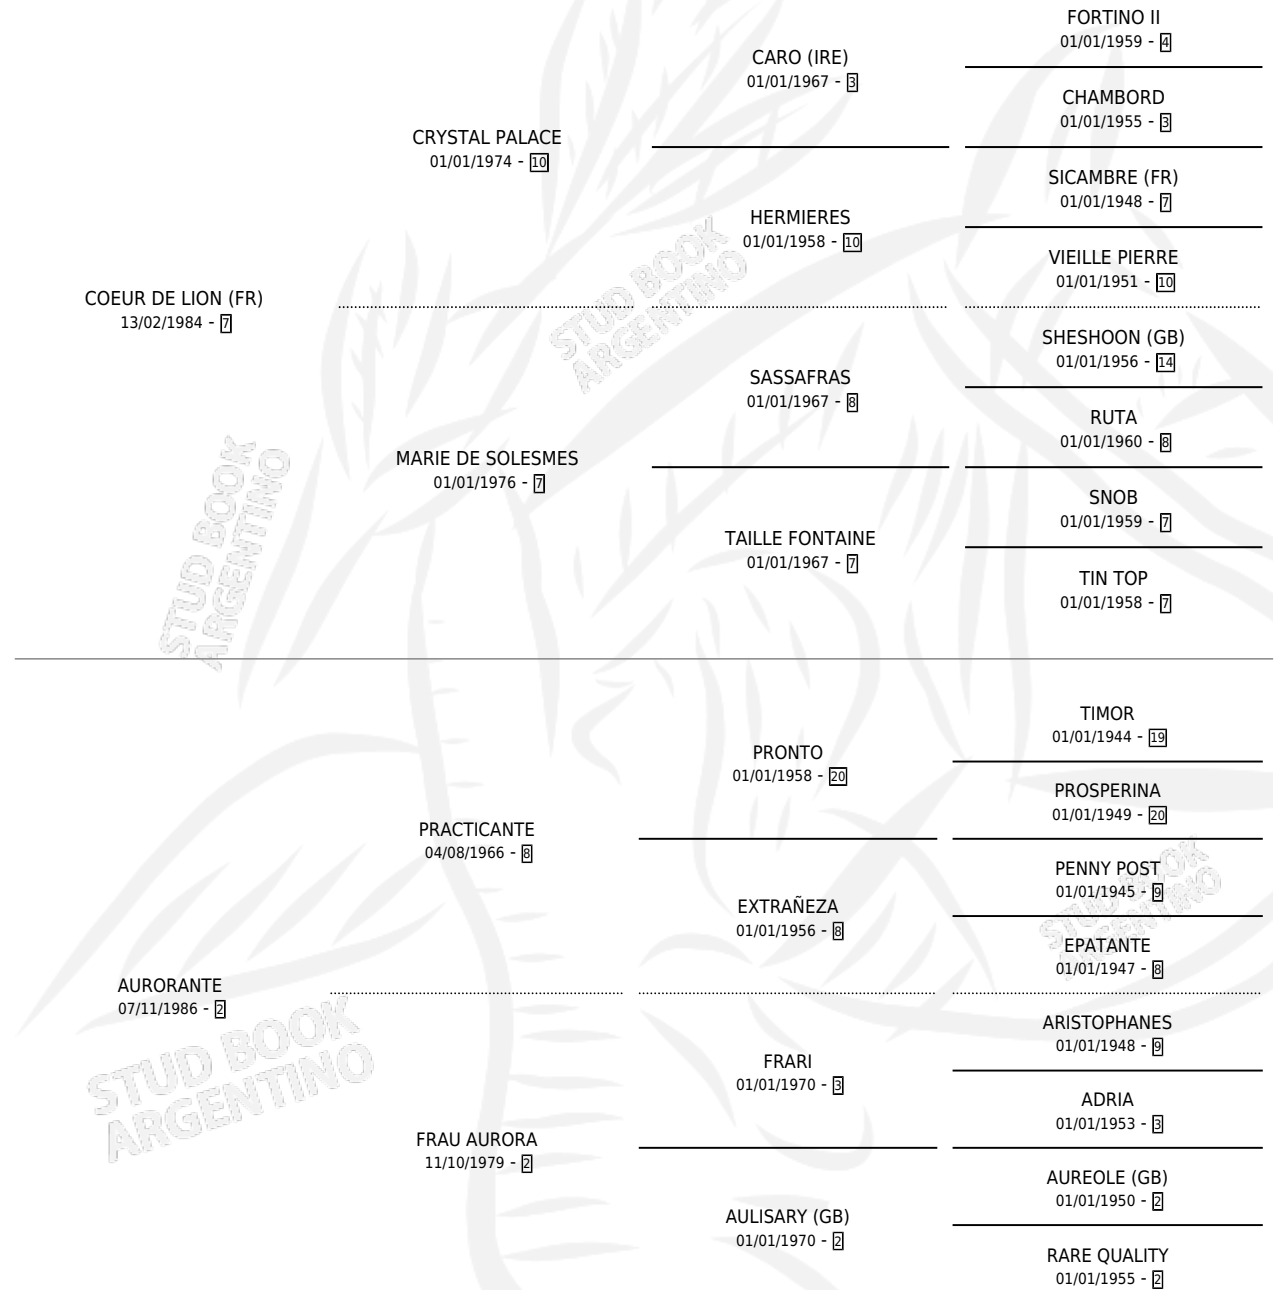 FORTINO II
01/01/1959 - 4
CARO (IRE)
01/01/1967 - 3
CHAMBORD
01/01/1955 - 3
CRYSTAL PALACE
01/01/1974 - 10
SICAMBRE (FR)
01/01/1948 - 7
HERMIERES
01/01/1958 - 10
VIEILLE PIERRE
01/01/1951 - 10
COEUR DE LION (FR)
13/02/1984 - 7
SHESHOON (GB)
01/01/1956 - 14
SASSAFRAS
01/01/1967 - 8
RUTA
01/01/1960 - 8
MARIE DE SOLESMES
01/01/1976 - 7
SNOB
01/01/1959 - 7
TAILLE FONTAINE
01/01/1967 - 7
TIN TOP
01/01/1958 - 7
STUD BOOK
ARGENTINO
STUD BOOK
ARGENTINO
TIMOR
01/01/1944 - 19
PRONTO
01/01/1958 - 20
PROSPERINA
01/01/1949 - 20
PRACTICANTE
04/08/1966 - 8
PENNY POST
01/01/1945 - 9
EXTRAÑEZA
01/01/1956 - 8
EPATANTE
01/01/1947 - 8
AURORANTE
07/11/1986 - 2
ARISTOPHANES
01/01/1948 - 9
FRARI
01/01/1970 - 3
ADRIA
01/01/1953 - 3
FRAU AURORA
11/10/1979 - 2
AUREOLE (GB)
01/01/1950 - 2
AULISARY (GB)
01/01/1970 - 2
RARE QUALITY
01/01/1955 - 2
STUD BOOK
ARGENTINO
STUD BOOK
ARGENTINO